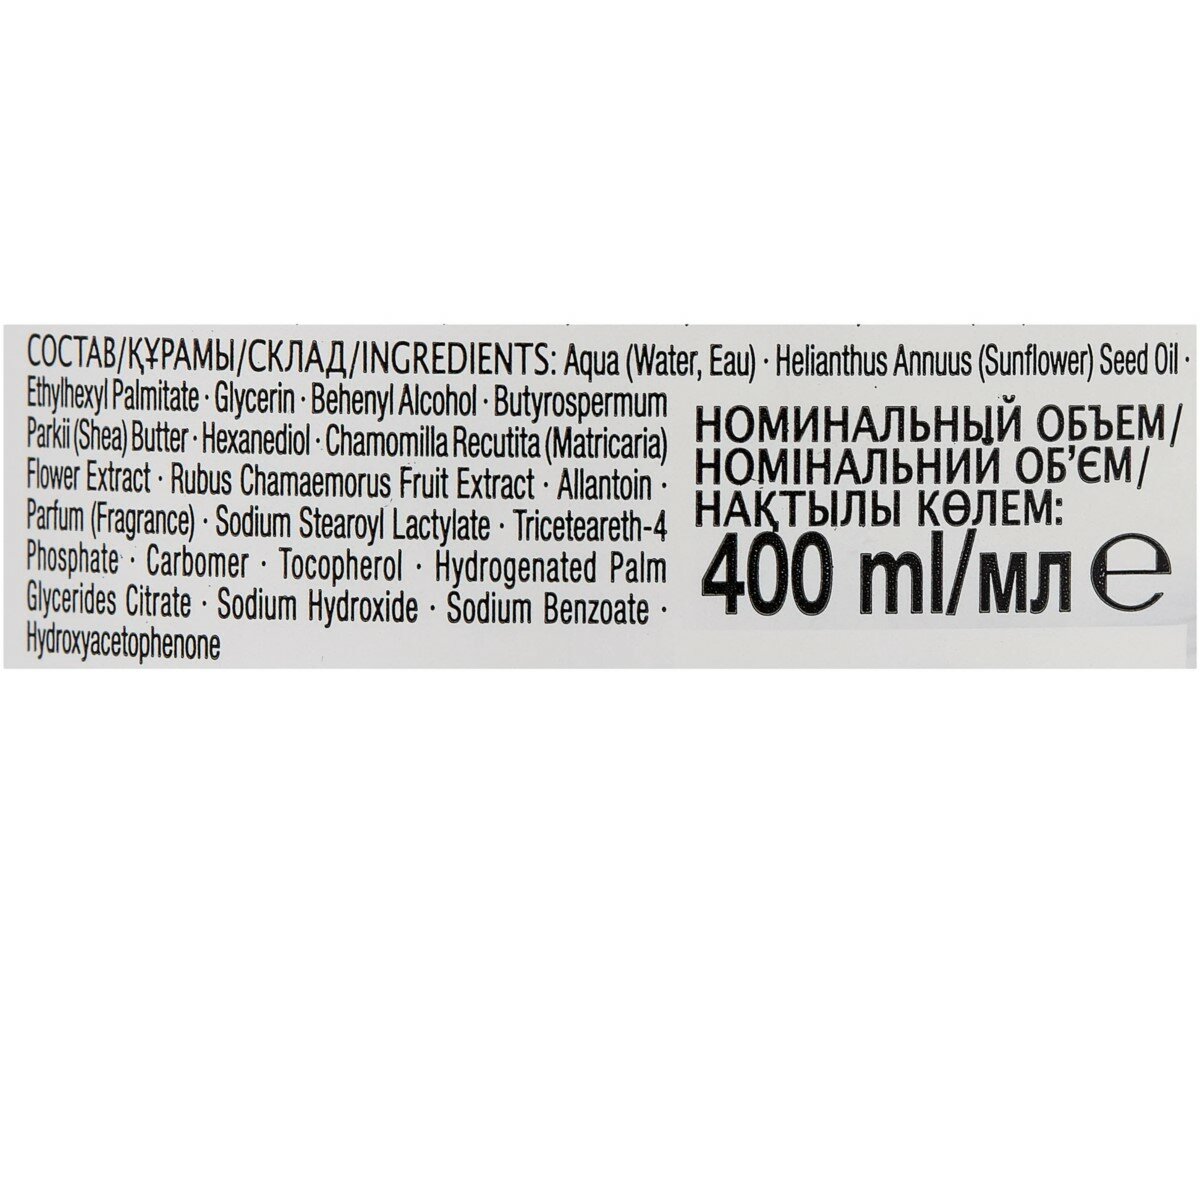 СОСТАВ/ҚҰРАМЫ/СКЛАД/INGREDIENTS: Aqua (Water, Eau) · Helianthus Annuus (Sunflower) Seed Oil ·
Ethylhexyl Palmitate · Glycerin · Behenyl Alcohol · Butyrospermum
Parkii (Shea) Butter · Hexanediol · Chamomilla Recutita (Matricaria)
Flower Extract · Rubus Chamaemorus Fruit Extract · Allantoin ·
Parfum (Fragrance) · Sodium Stearoyl Lactylate · Triceteareth-4
Phosphate · Carbomer · Tocopherol · Hydrogenated Palm
Glycerides Citrate · Sodium Hydroxide · Sodium Benzoate ·
Hydroxyacetophenone
НОМИНАЛЬНЫЙ ОБЪЕМ/
НОМІНАЛЬНИЙ ОБ’ЄМ/
НАҚТЫЛЫ КӨЛЕМ:
400 ml/мл ℮